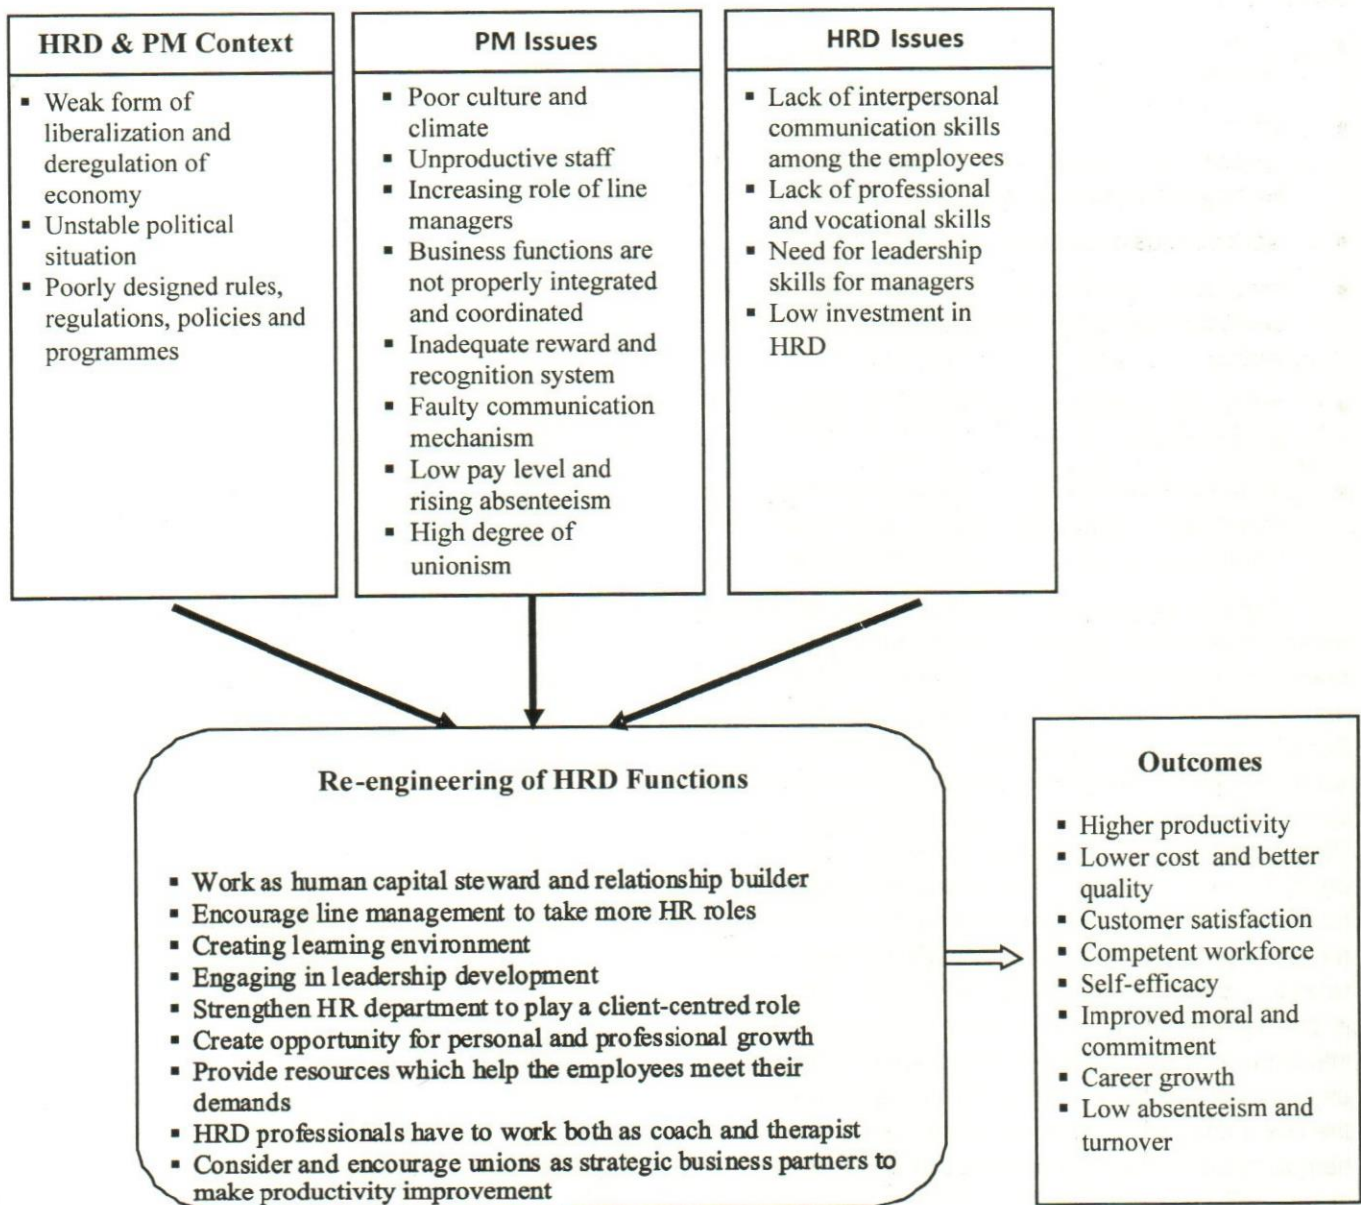 HRD & PM Context
▪ Weak form of
liberalization and
deregulation of
economy
▪ Unstable political
situation
▪ Poorly designed rules,
regulations, policies and
programmes
PM Issues
▪ Poor culture and
climate
▪ Unproductive staff
▪ Increasing role of line
managers
▪ Business functions are
not properly integrated
and coordinated
▪ Inadequate reward and
recognition system
▪ Faulty communication
mechanism
▪ Low pay level and
rising absenteeism
▪ High degree of
unionism
HRD Issues
▪ Lack of interpersonal
communication skills
among the employees
▪ Lack of professional
and vocational skills
▪ Need for leadership
skills for managers
▪ Low investment in
HRD
Re-engineering of HRD Functions
▪ Work as human capital steward and relationship builder
▪ Encourage line management to take more HR roles
▪ Creating learning environment
▪ Engaging in leadership development
▪ Strengthen HR department to play a client-centred role
▪ Create opportunity for personal and professional growth
▪ Provide resources which help the employees meet their
demands
▪ HRD professionals have to work both as coach and therapist
▪ Consider and encourage unions as strategic business partners to
make productivity improvement
Outcomes
▪ Higher productivity
▪ Lower cost and better
quality
▪ Customer satisfaction
▪ Competent workforce
▪ Self-efficacy
▪ Improved moral and
commitment
▪ Career growth
▪ Low absenteeism and
turnover